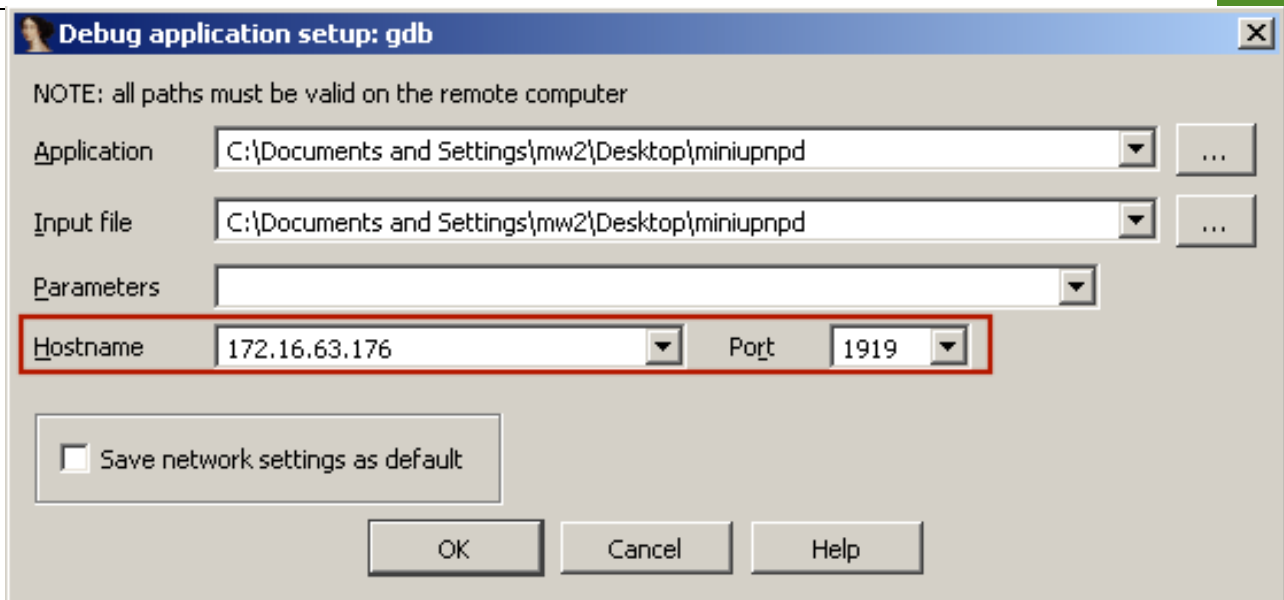 Debug application setup: gdb
NOTE: all paths must be valid on the remote computer
Application C:\Documents and Settings\mw2\Desktop\miniupnpd ...
Input file C:\Documents and Settings\mw2\Desktop\miniupnpd ...
Parameters
Hostname 172.16.63.176 Port 1919
Save network settings as default
OK Cancel Help